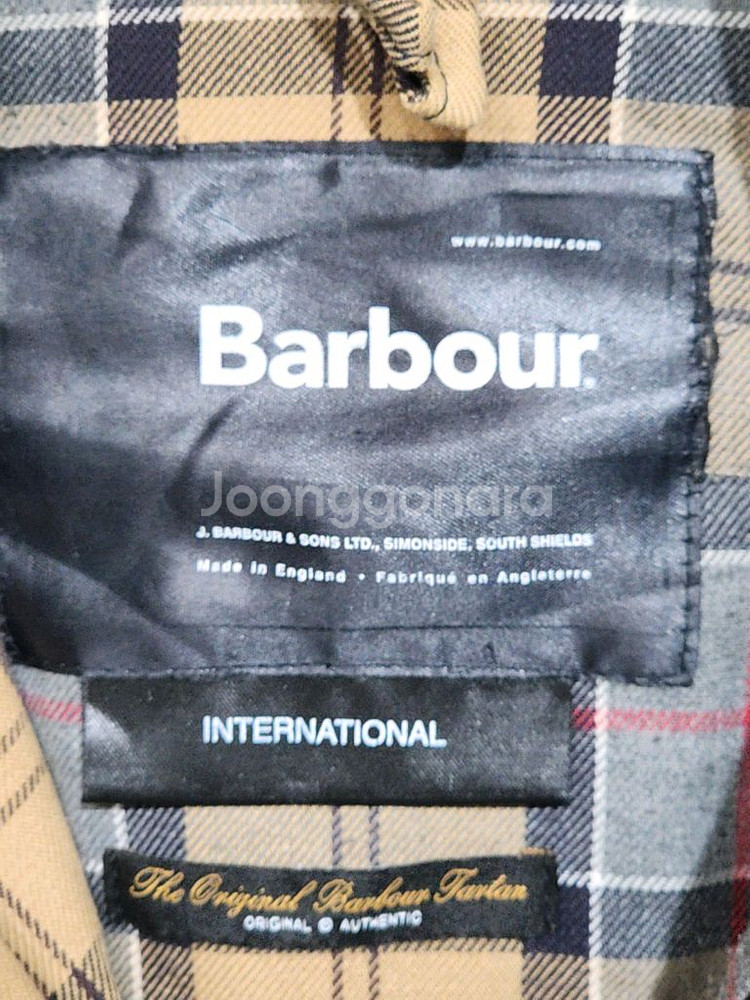 www.barbour.com
Barbour
Joonggonara
J. BARBOUR & SONS LTD., SIMONSIDE, SOUTH SHIELDS
Made in England • Fabriqué en Angleterre
INTERNATIONAL
The Original Barbour Tartan
ORIGINAL @ AUTHENTIC